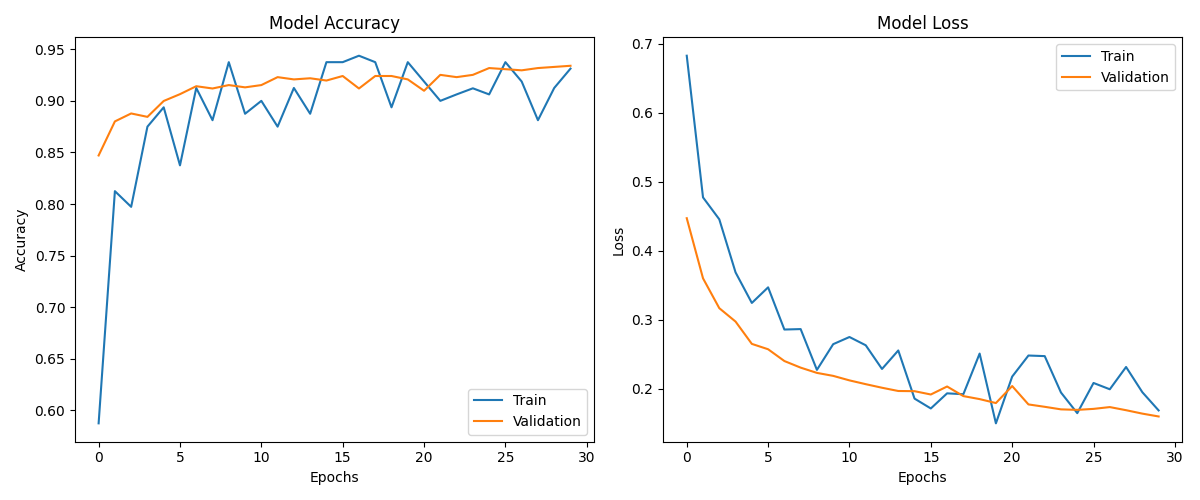 Model Accuracy
0.95
0.90
0.85
0.80
0.75
0.70
0.65
0.60
Accuracy
Train
Validation
0 5 10 15 20 25 30
Epochs
Model Loss
0.7
0.6
0.5
0.4
0.3
0.2
Loss
Train
Validation
0 5 10 15 20 25 30
Epochs